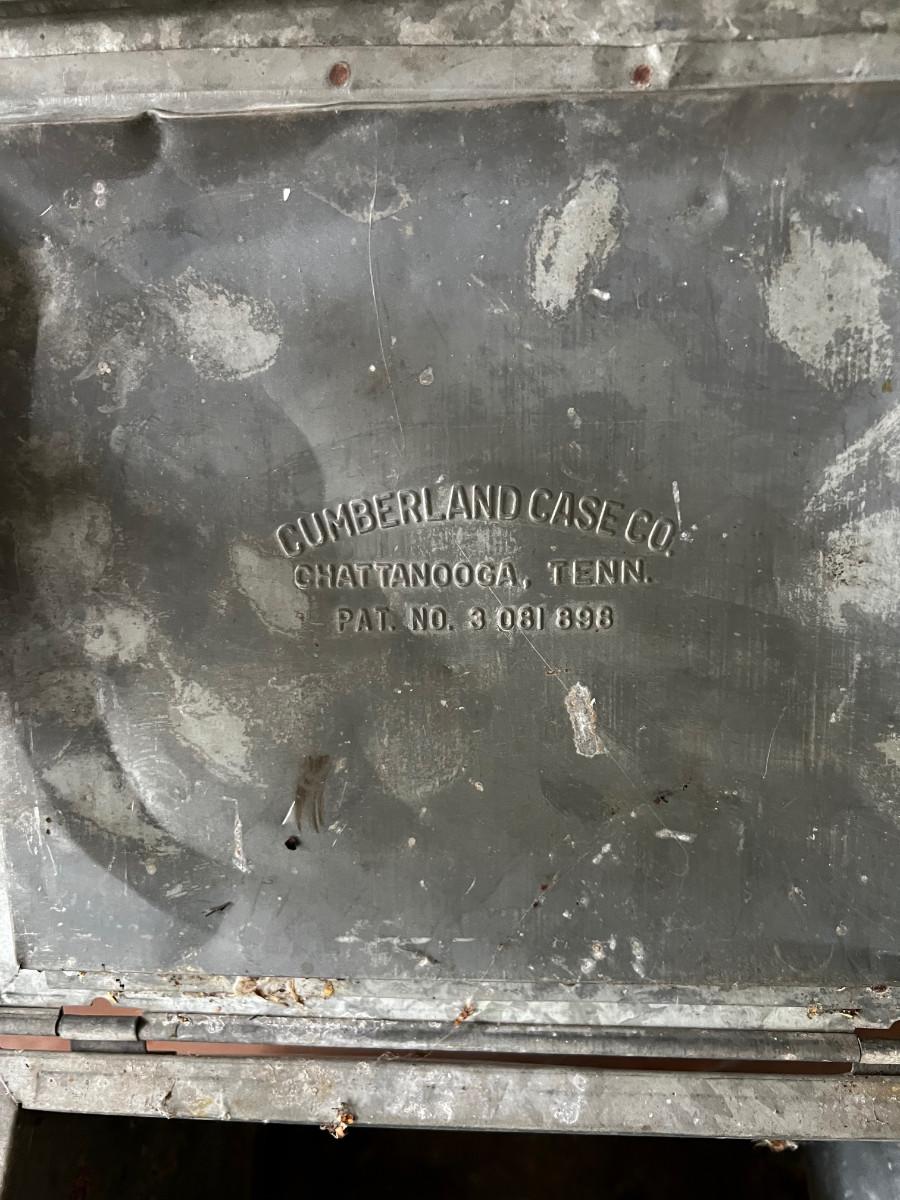 CUMBERLAND CASE CO.
CHATTANOOGA, TENN.
PAT. NO. 3 081 898